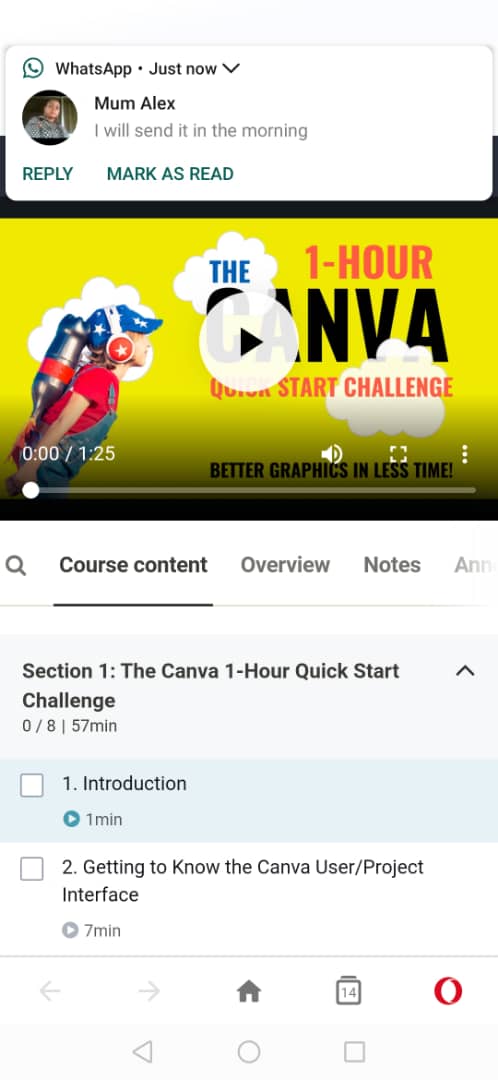 WhatsApp • Just now
Mum Alex
I will send it in the morning
REPLY MARK AS READ
THE 1-HOUR
CANVA
QUICK START CHALLENGE
0:00 / 1:25
BETTER GRAPHICS IN LESS TIME!
Course content Overview Notes Ann
Section 1: The Canva 1-Hour Quick Start
Challenge
0 / 8 | 57min
1. Introduction
1min
2. Getting to Know the Canva User/Project
Interface
7min
14